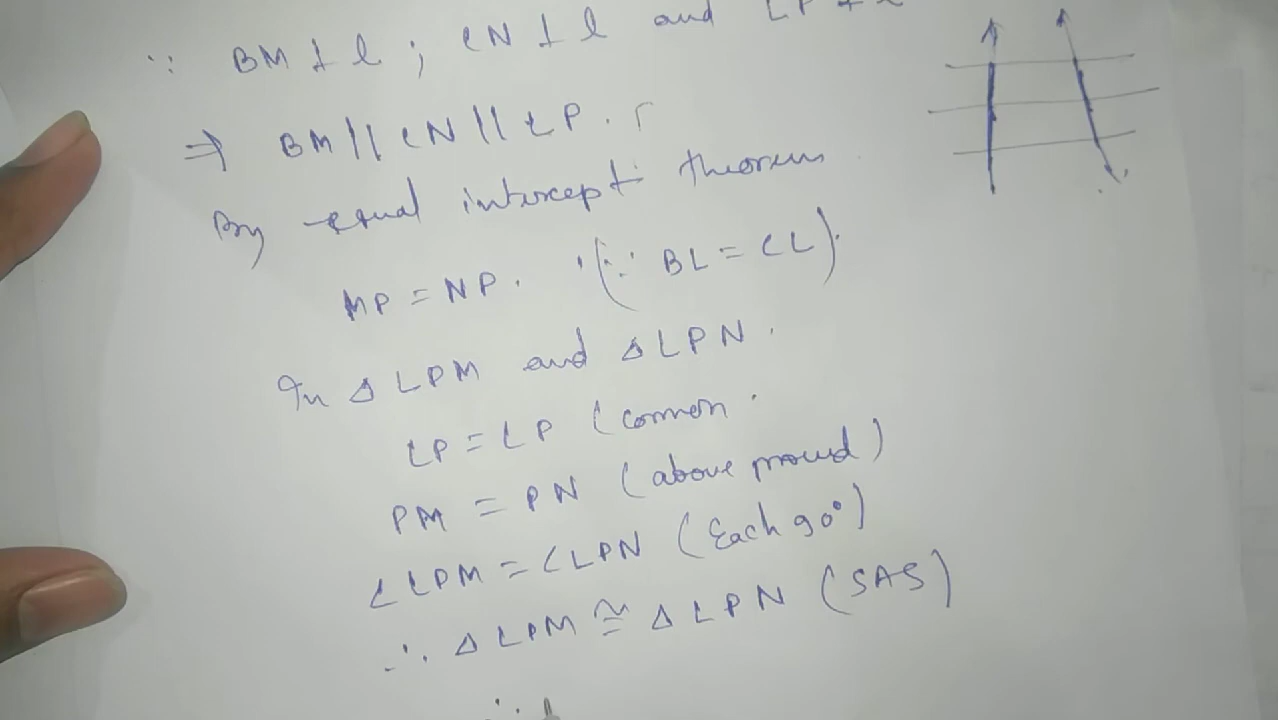 ∵ BM ⊥ l ; CN ⊥ l and LP ⊥ l
⇒ BM || CN || LP .
By equal intercept theorem
MP = NP . (∵ BL = CL).
In Δ LPM and Δ LPN .
LP = LP (common .
PM = PN (above proved)
∠LPM = ∠LPN (Each 90°)
∴ Δ LPM ≅ Δ LPN (SAS)
∴